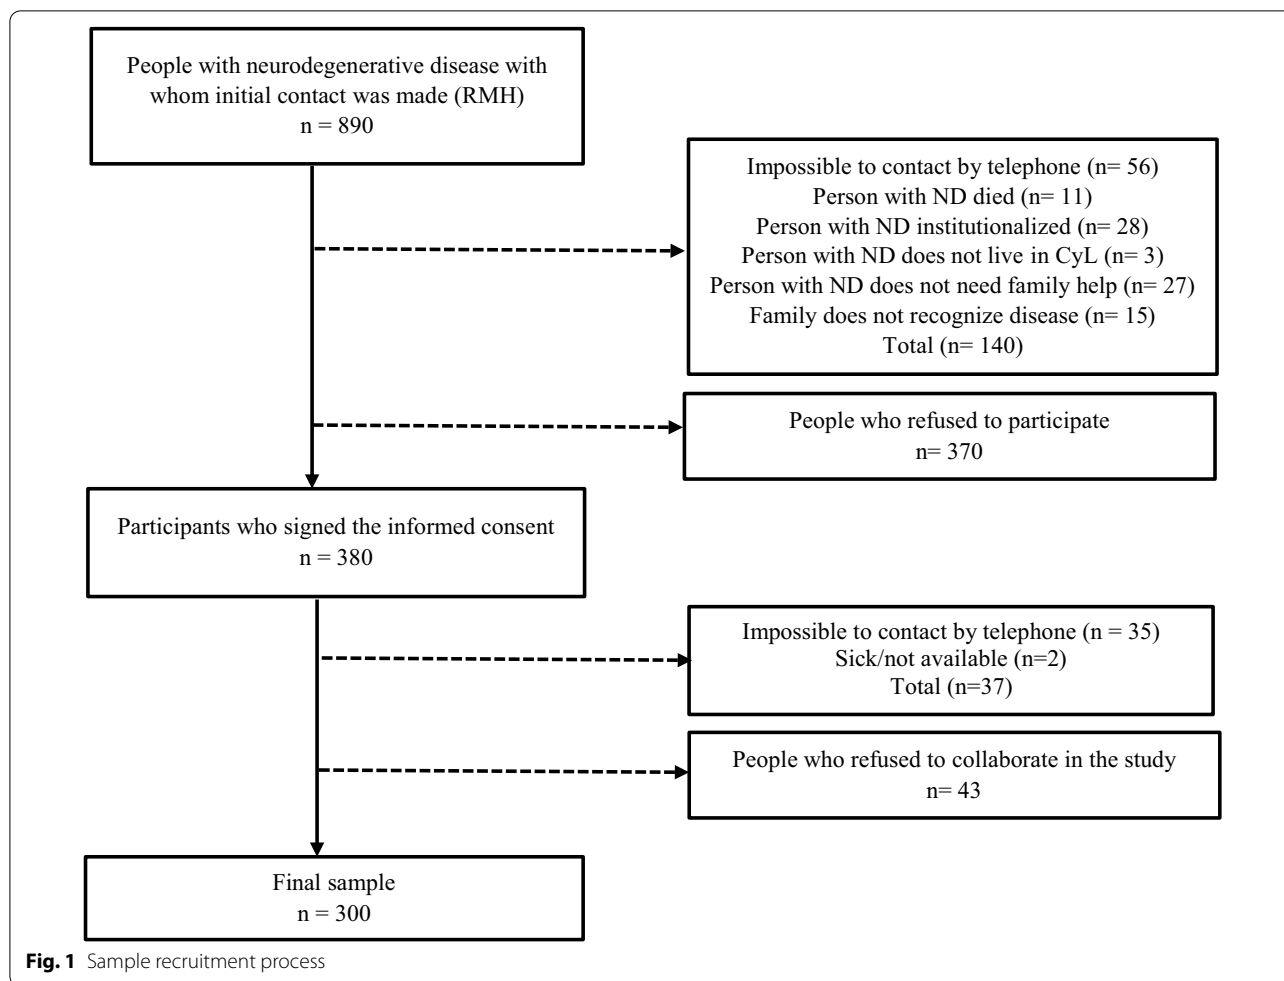 People with neurodegenerative disease with
whom initial contact was made (RMH)
n = 890
Impossible to contact by telephone (n= 56)
Person with ND died (n= 11)
Person with ND institutionalized (n= 28)
Person with ND does not live in CyL (n= 3)
Person with ND does not need family help (n= 27)
Family does not recognize disease (n= 15)
Total (n= 140)
People who refused to participate
n= 370
Participants who signed the informed consent
n = 380
Impossible to contact by telephone (n = 35)
Sick/not available (n=2)
Total (n=37)
People who refused to collaborate in the study
n= 43
Final sample
n = 300
Fig. 1 Sample recruitment process